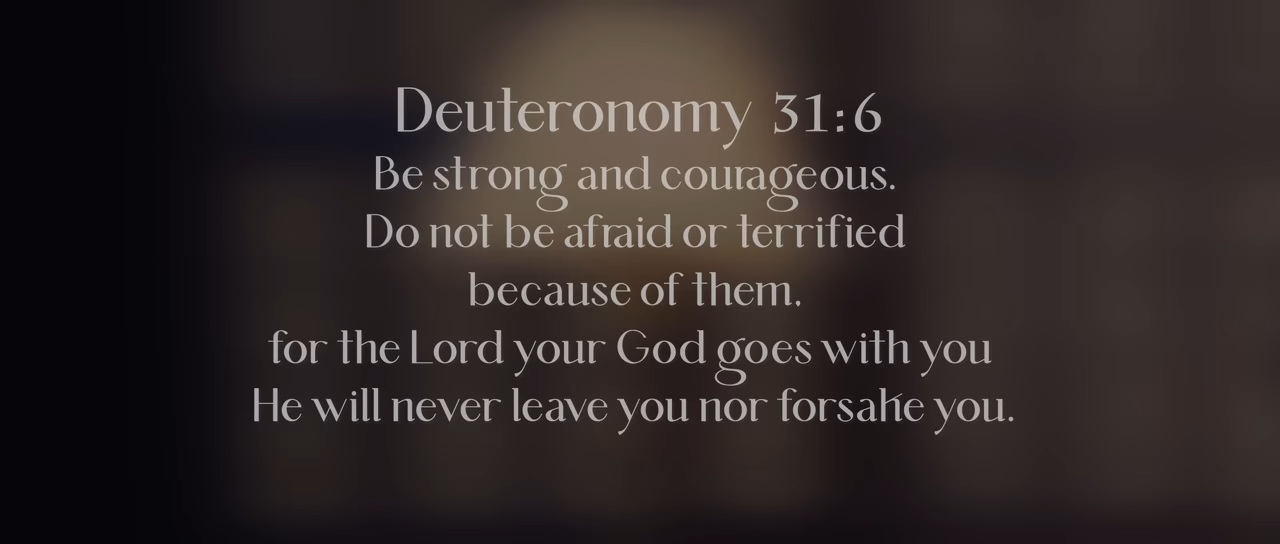 Deuteronomy 31:6
Be strong and courageous.
Do not be afraid or terrified
because of them,
for the Lord your God goes with you
He will never leave you nor forsake you.